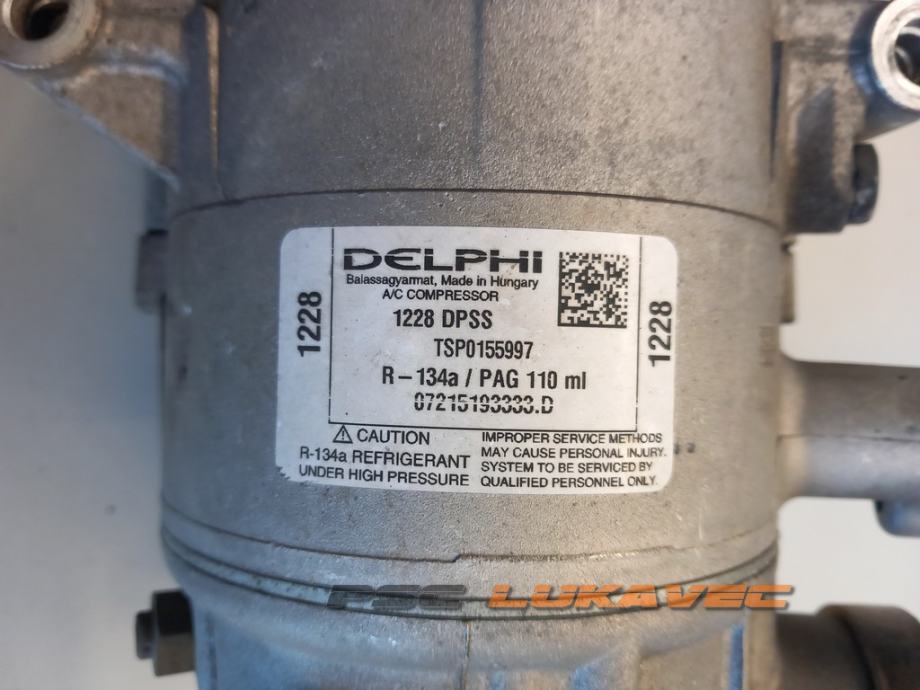 DELPHI
Balassagyarmat, Made in Hungary
A/C COMPRESSOR
1228 DPSS
TSP0155997
R-134a / PAG 110 ml
07215193333.D
1228
1228
⚠ CAUTION
R-134a REFRIGERANT
UNDER HIGH PRESSURE
IMPROPER SERVICE METHODS
MAY CAUSE PERSONAL INJURY.
SYSTEM TO BE SERVICED BY
QUALIFIED PERSONNEL ONLY.
PSC-LUKAVEC